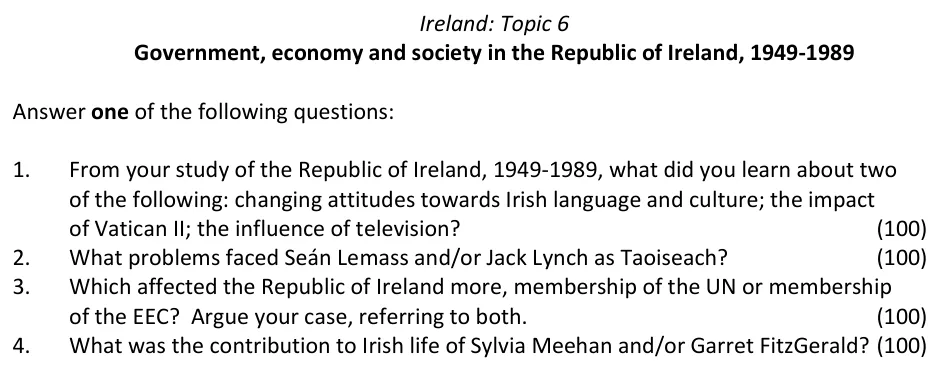 Ireland: Topic 6
Government, economy and society in the Republic of Ireland, 1949-1989
Answer one of the following questions:
1. From your study of the Republic of Ireland, 1949-1989, what did you learn about two
of the following: changing attitudes towards Irish language and culture; the impact
of Vatican II; the influence of television? (100)
2. What problems faced Seán Lemass and/or Jack Lynch as Taoiseach? (100)
3. Which affected the Republic of Ireland more, membership of the UN or membership
of the EEC? Argue your case, referring to both. (100)
4. What was the contribution to Irish life of Sylvia Meehan and/or Garret FitzGerald? (100)